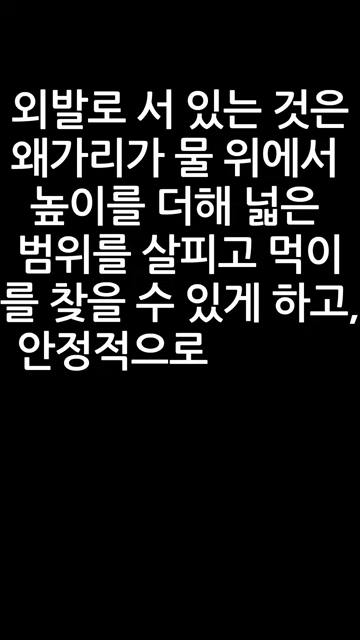 외발로 서 있는 것은
왜가리가 물 위에서
높이를 더해 넓은
범위를 살피고 먹이
를 찾을 수 있게 하고,
안정적으로